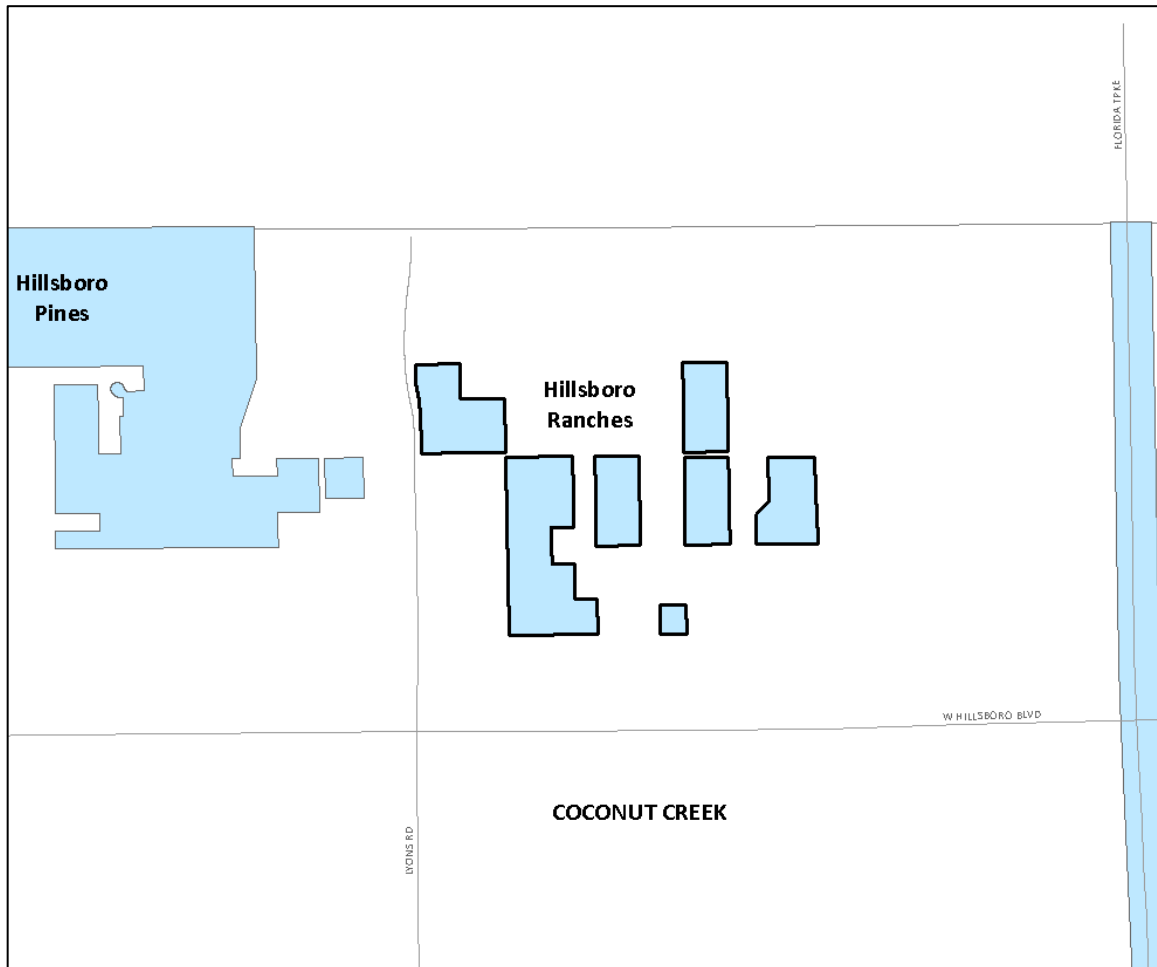 FLORIDA TPKE
Hillsboro
Pines
Hillsboro
Ranches
W HILLSBORO BLVD
COCONUT CREEK
LYONS RD